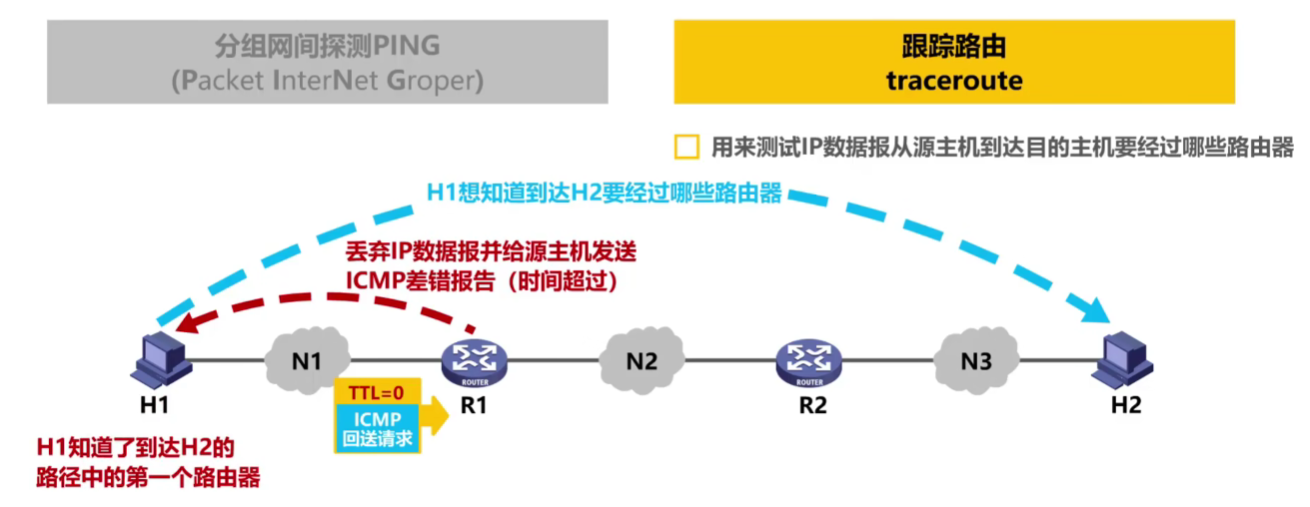 分组网间探测PING
(Packet InterNet Groper)
跟踪路由
traceroute
用来测试IP数据报从源主机到达目的主机要经过哪些路由器
H1想知道到达H2要经过哪些路由器
丢弃IP数据报并给源主机发送
ICMP差错报告（时间超过）
N1
ROUTER
N2
ROUTER
N3
H1
TTL=0
ICMP
回送请求
R1
R2
H2
H1知道了到达H2的
路径中的第一个路由器